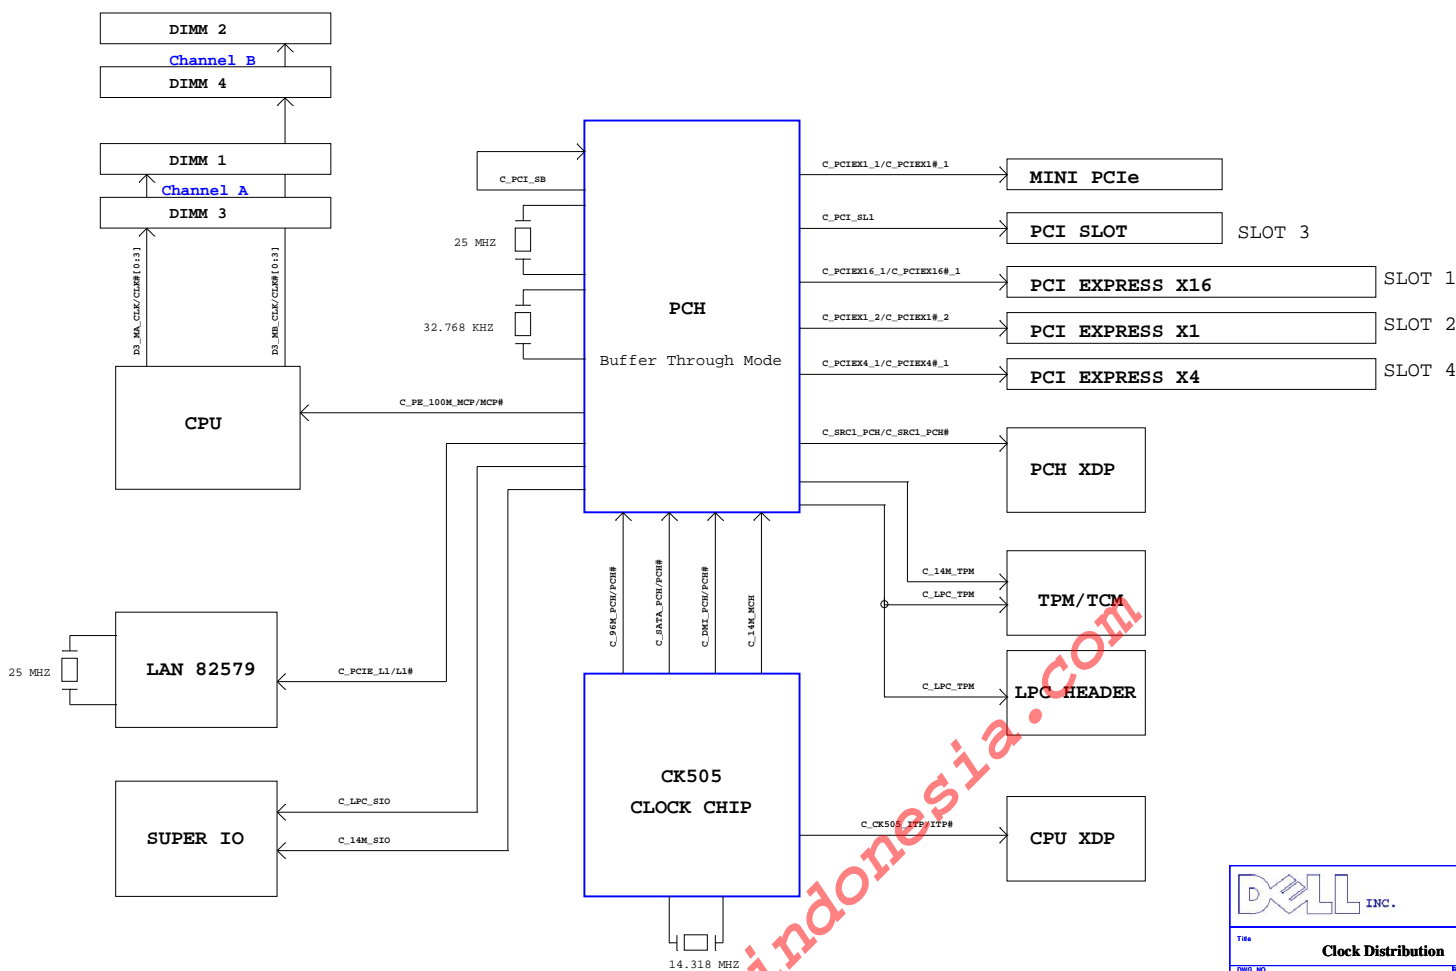 DIMM 2
Channel B
DIMM 4
DIMM 1
Channel A
DIMM 3
D3_MA_CLK/CLK#[0:3]
D3_MB_CLK/CLK#[0:3]
CPU
C_PCI_SB
25 MHZ
32.768 KHZ
PCH
Buffer Through Mode
C_PE_100M_MCP/MCP#
C_PCIEX1_1/C_PCIEX1#_1
MINI PCIe
C_PCI_SL1
PCI SLOT
SLOT 3
C_PCIEX16_1/C_PCIEX16#_1
PCI EXPRESS X16
SLOT 1
C_PCIEX1_2/C_PCIEX1#_2
PCI EXPRESS X1
SLOT 2
C_PCIEX4_1/C_PCIEX4#_1
PCI EXPRESS X4
SLOT 4
C_SRC1_PCH/C_SRC1_PCH#
PCH XDP
C_96M_PCH/PCH#
C_SATA_PCH/PCH#
C_DMI_PCH/PCH#
C_14M_MCH
C_14M_TPM
C_LPC_TPM
TPM/TCM
C_LPC_TPM
LPC HEADER
25 MHZ
LAN 82579
C_PCIE_L1/L1#
SUPER IO
C_LPC_SIO
C_14M_SIO
CK505
CLOCK CHIP
C_CK505_ITP/ITP#
CPU XDP
14.318 MHZ
indonesia.com
DELL INC.
Title
Clock Distribution
DWG NO